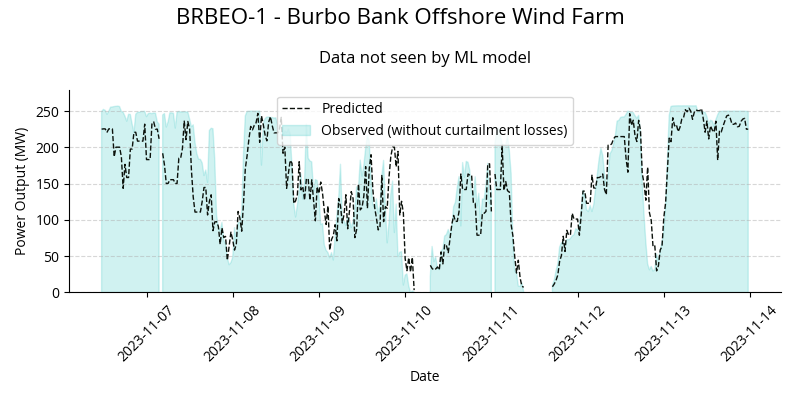 BRBEO-1 - Burbo Bank Offshore Wind Farm
Data not seen by ML model
Predicted
Observed (without curtailment losses)
Power Output (MW)
250
200
150
100
50
0
2023-11-07
2023-11-08
2023-11-09
2023-11-10
2023-11-11
2023-11-12
2023-11-13
2023-11-14
Date